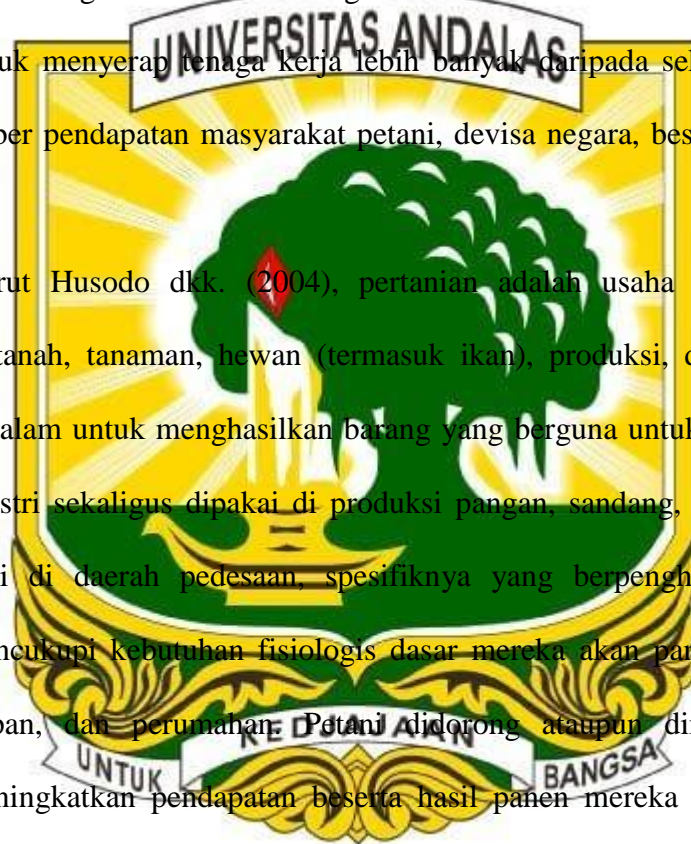 UNIVERSITAS ANDALAS
uk menyerap tenaga kerja lebih banyak daripada sel
ber pendapatan masyarakat petani, devisa negara, bes
rut Husodo dkk. (2004), pertanian adalah usaha
tanah, tanaman, hewan (termasuk ikan), produksi,
alam untuk menghasilkan barang yang berguna untuk
stri sekaligus dipakai di produksi pangan, sandang,
i di daerah pedesaan, spesifiknya yang berpengh
ncukupi kebutuhan fisiologis dasar mereka akan pan
pan, dan perumahan. Petani didorong ataupun di
KEDJAJAAN
UNTUK BANGSA
ningkatkan pendapatan beserta hasil panen mereka